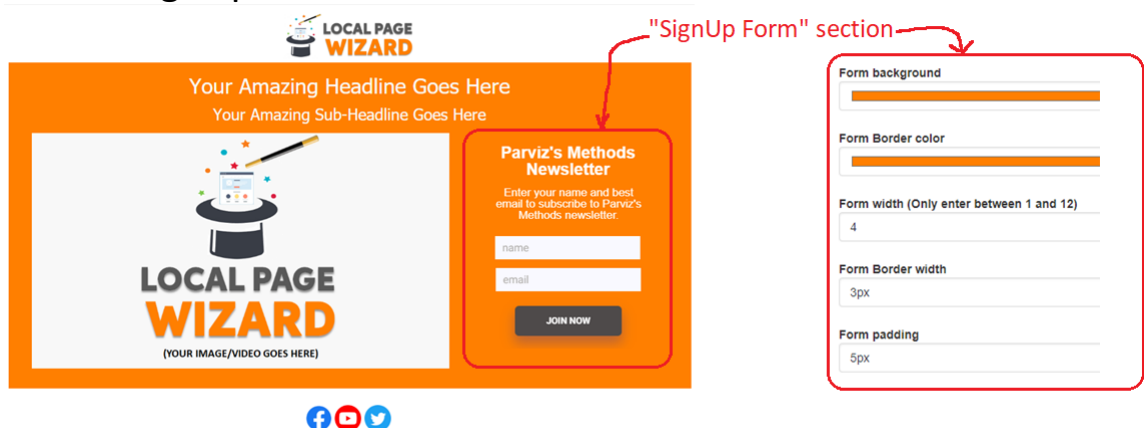 LOCAL PAGE
WIZARD
"SignUp Form" section
Your Amazing Headline Goes Here
Your Amazing Sub-Headline Goes Here
LOCAL PAGE
WIZARD
(YOUR IMAGE/VIDEO GOES HERE)
Parviz's Methods
Newsletter
Enter your name and best
email to subscribe to Parviz's
Methods newsletter.
name
email
JOIN NOW
Form background
Form Border color
Form width (Only enter between 1 and 12)
4
Form Border width
3px
Form padding
5px